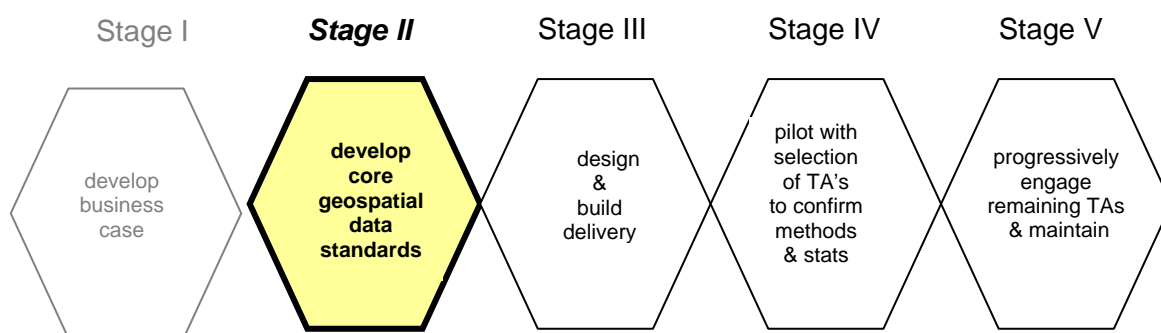 Stage I
Stage II
Stage III
Stage IV
Stage V
develop
business
case
develop
core
geospatial
data
standards
design
&
build
delivery
pilot with
selection
of TA's
to confirm
methods
& stats
progressively
engage
remaining TAs
& maintain